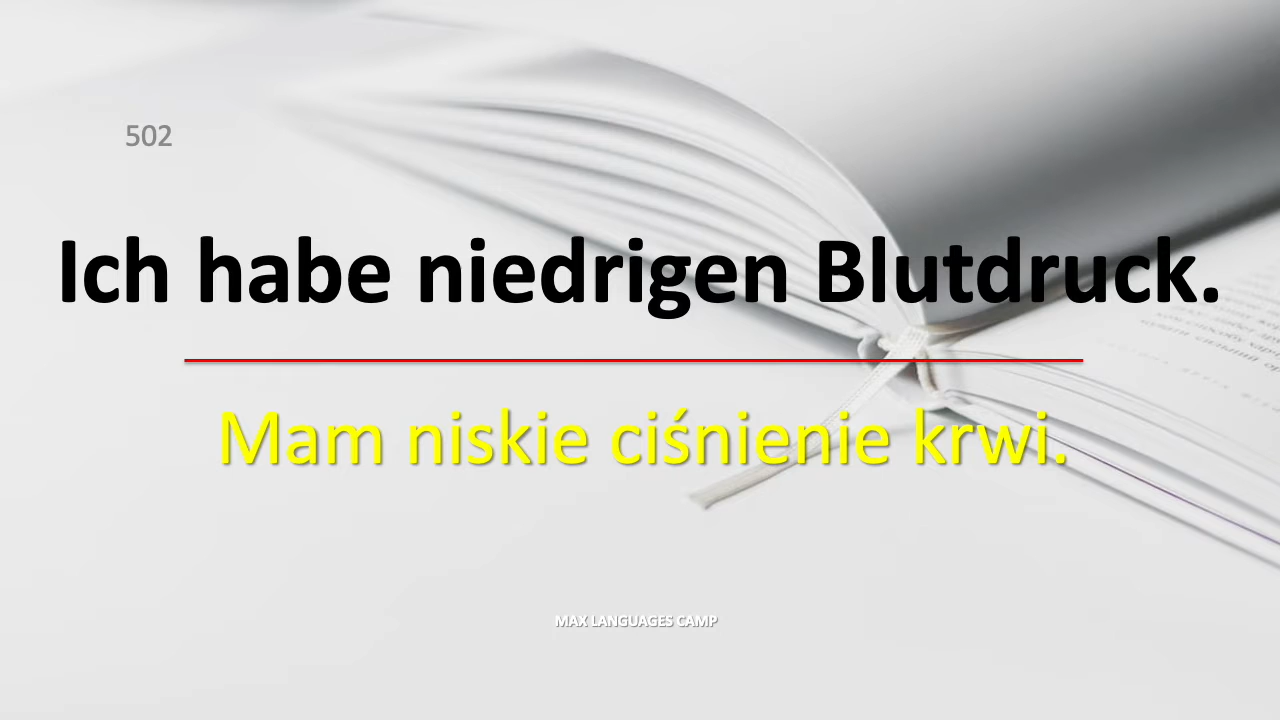 502
Ich habe niedrigen Blutdruck.
Mam niskie ciśnienie krwi.
MAX LANGUAGES CAMP